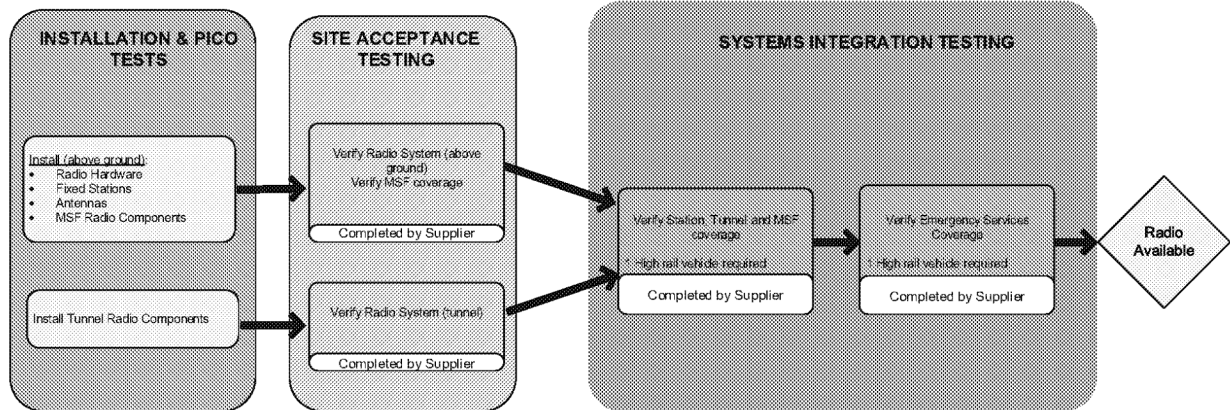 INSTALLATION & PICO
TESTS
Install (above ground):
• Radio Hardware
• Fixed Stations
• Antennas
• MSF Radio Components
Install Tunnel Radio Components
SITE ACCEPTANCE
TESTING
Verify Radio System (above
ground)
Verify MSF coverage
Completed by Supplier
Verify Radio System (tunnel)
Completed by Supplier
SYSTEMS INTEGRATION TESTING
Verify Station, Tunnel and MSF
coverage
* High rail vehicle required
Completed by Supplier
Verify Emergency Services
Coverage
* High rail vehicle required
Completed by Supplier
Radio
Available